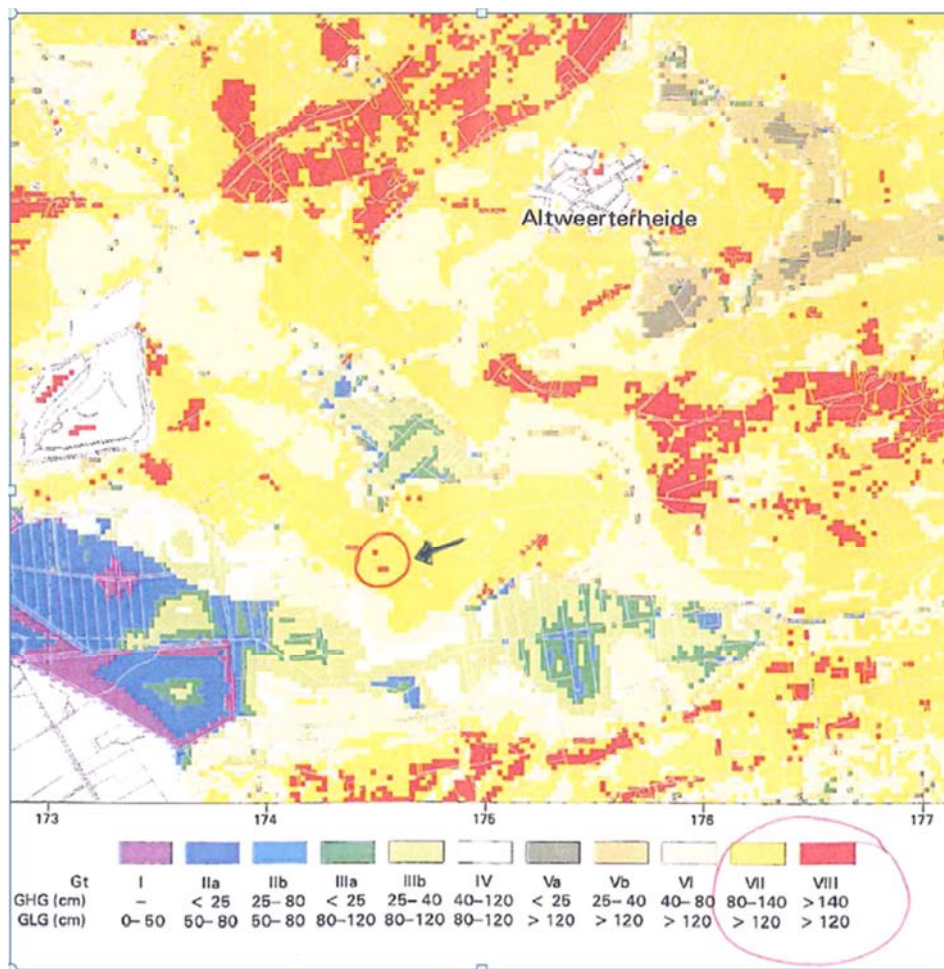 Altweerterheide
173 174 175 176 177
Gt I IIa IIb IIIa IIIb IV Va Vb VI VII VIII
GHG (cm) – < 25 25–80 < 25 25–40 40–120 < 25 25–40 40–80 80–140 > 140
GLG (cm) 0–50 50–80 50–80 80–120 80–120 80–120 > 120 > 120 > 120 > 120 > 120